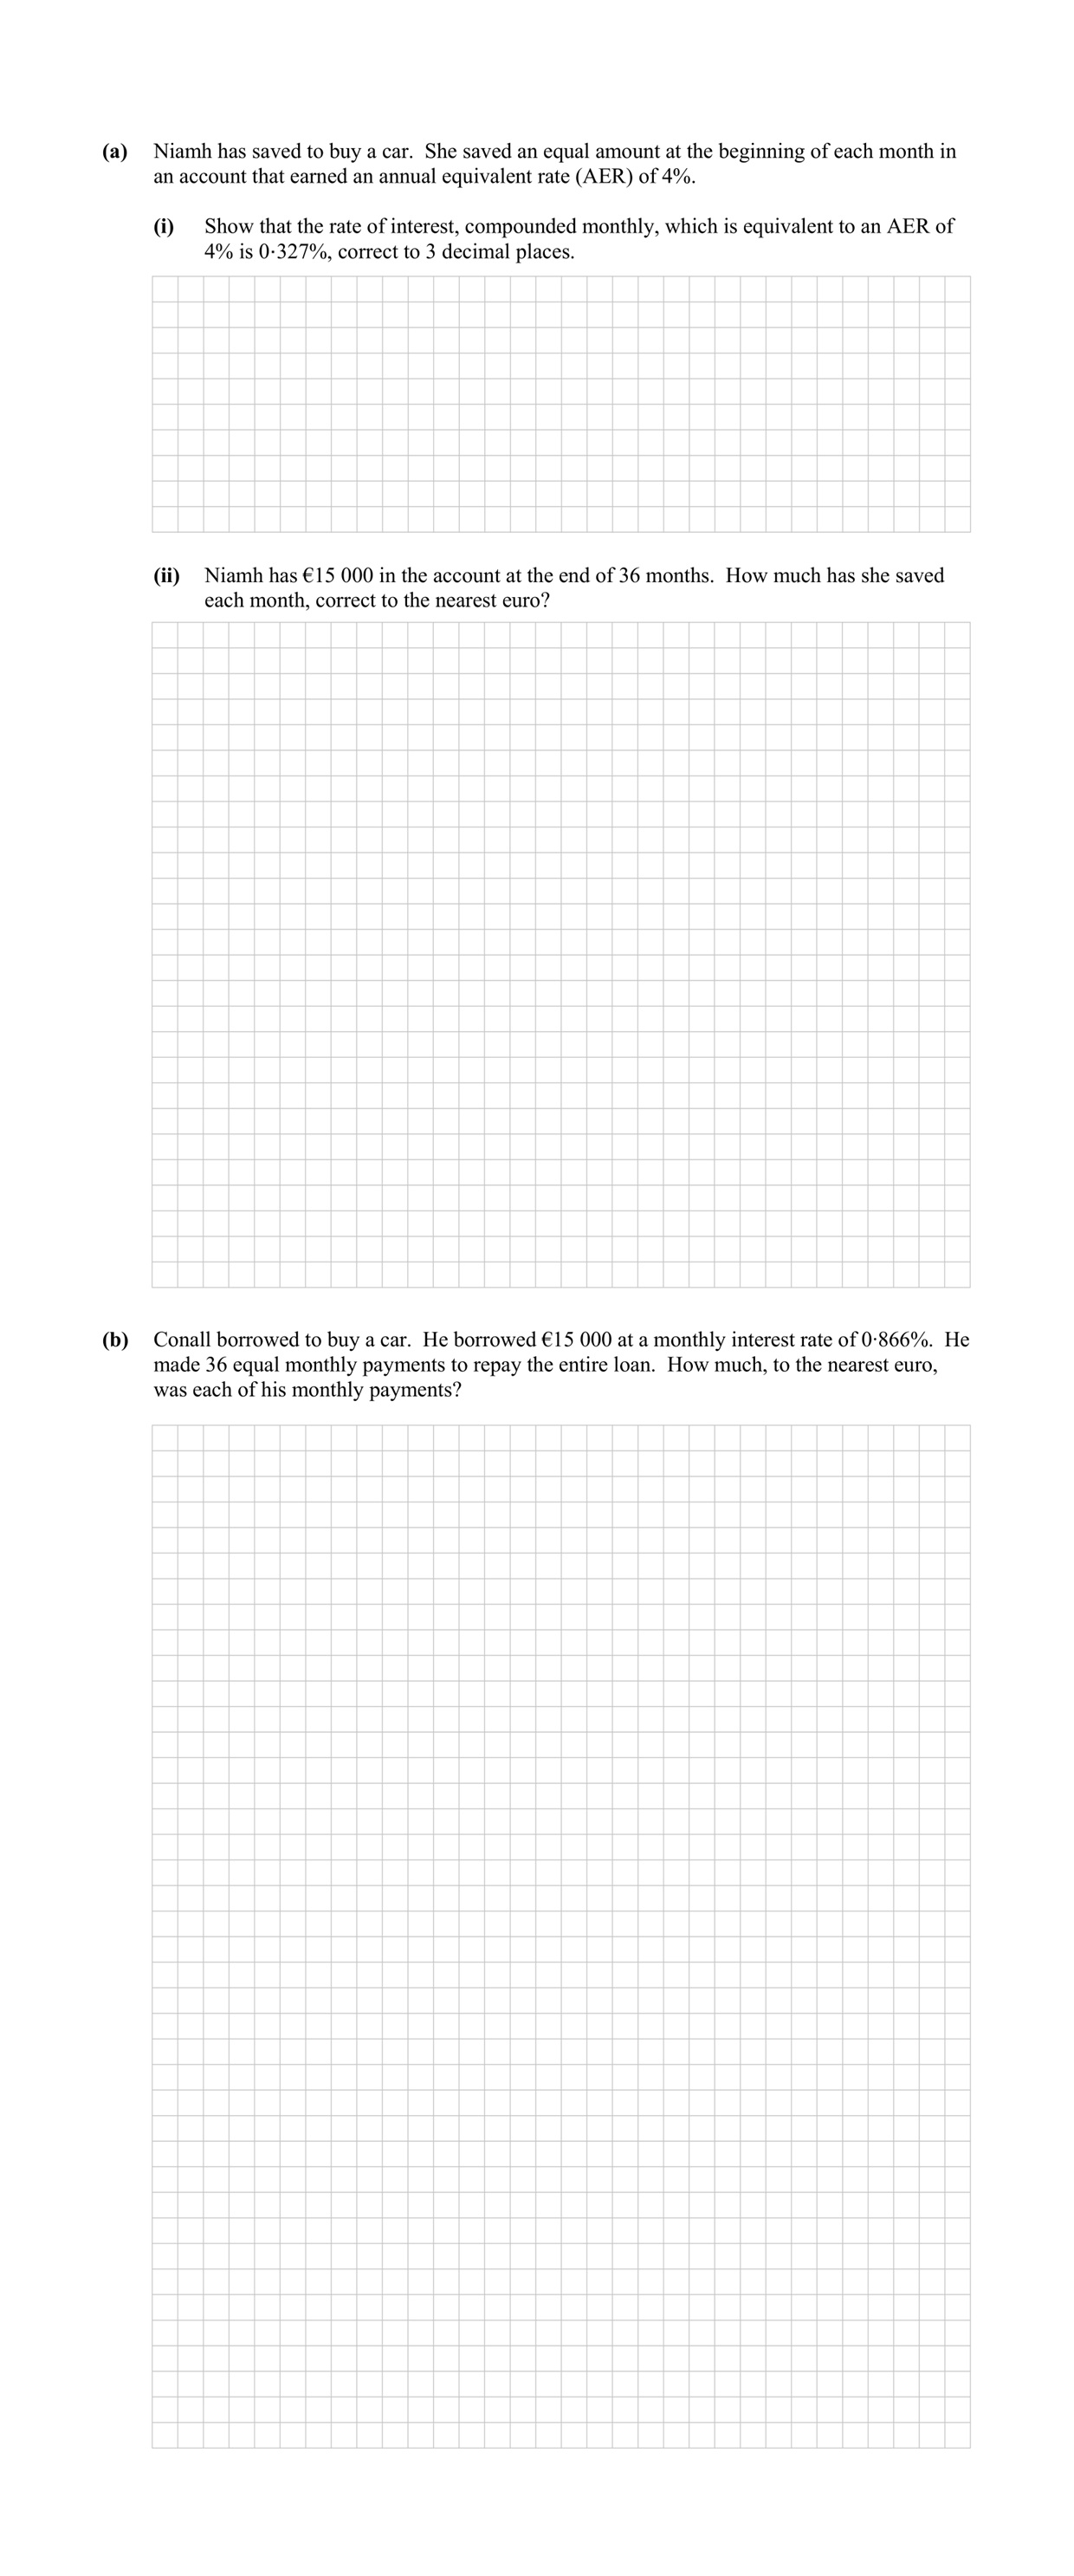 (a) Niamh has saved to buy a car. She saved an equal amount at the beginning of each month in
an account that earned an annual equivalent rate (AER) of 4%.
(i) Show that the rate of interest, compounded monthly, which is equivalent to an AER of
4% is 0·327%, correct to 3 decimal places.
(ii) Niamh has €15 000 in the account at the end of 36 months. How much has she saved
each month, correct to the nearest euro?
(b) Conall borrowed to buy a car. He borrowed €15 000 at a monthly interest rate of 0·866%. He
made 36 equal monthly payments to repay the entire loan. How much, to the nearest euro,
was each of his monthly payments?